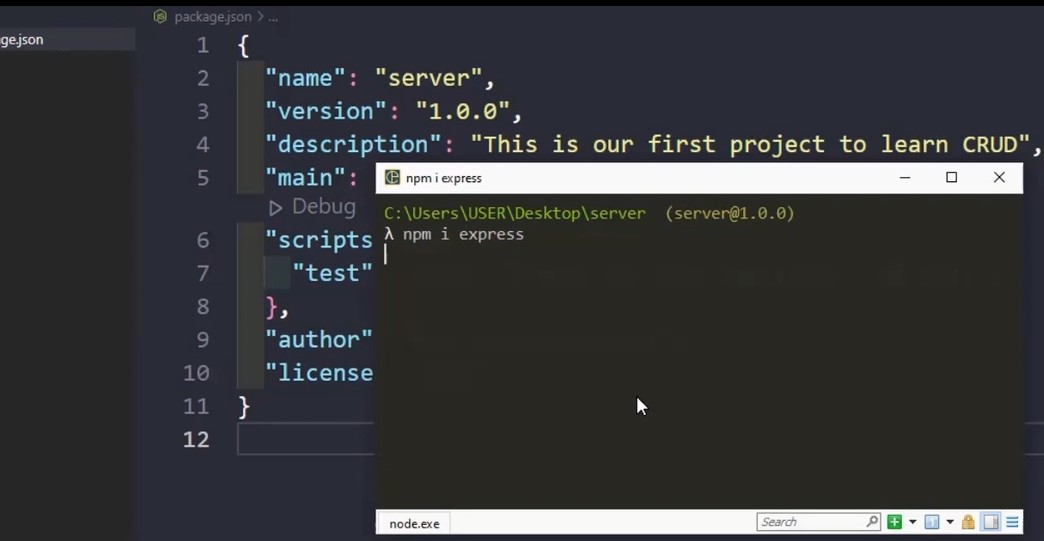 package.json > ...
ge.json
1 {
2 "name": "server",
3 "version": "1.0.0",
4 "description": "This is our first project to learn CRUD",
5 "main":
Debug
6 "scripts
7 "test"
8 },
9 "author"
10 "license
11 }
12
npm i express
C:\Users\USER\Desktop\server (server@1.0.0)
λ npm i express
node.exe
Search